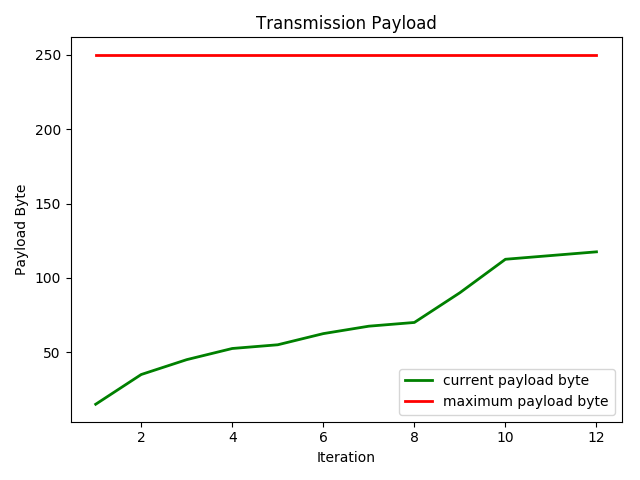 Transmission Payload
Payload Byte
250
200
150
100
50
2
4
6
8
10
12
Iteration
current payload byte
maximum payload byte